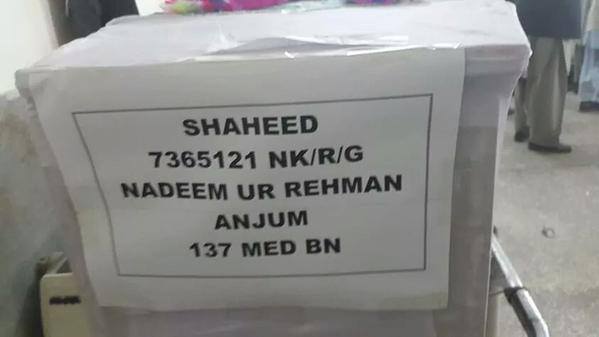 SHAHEED
7365121 NK/R/G
NADEEM UR REHMAN
ANJUM
137 MED BN